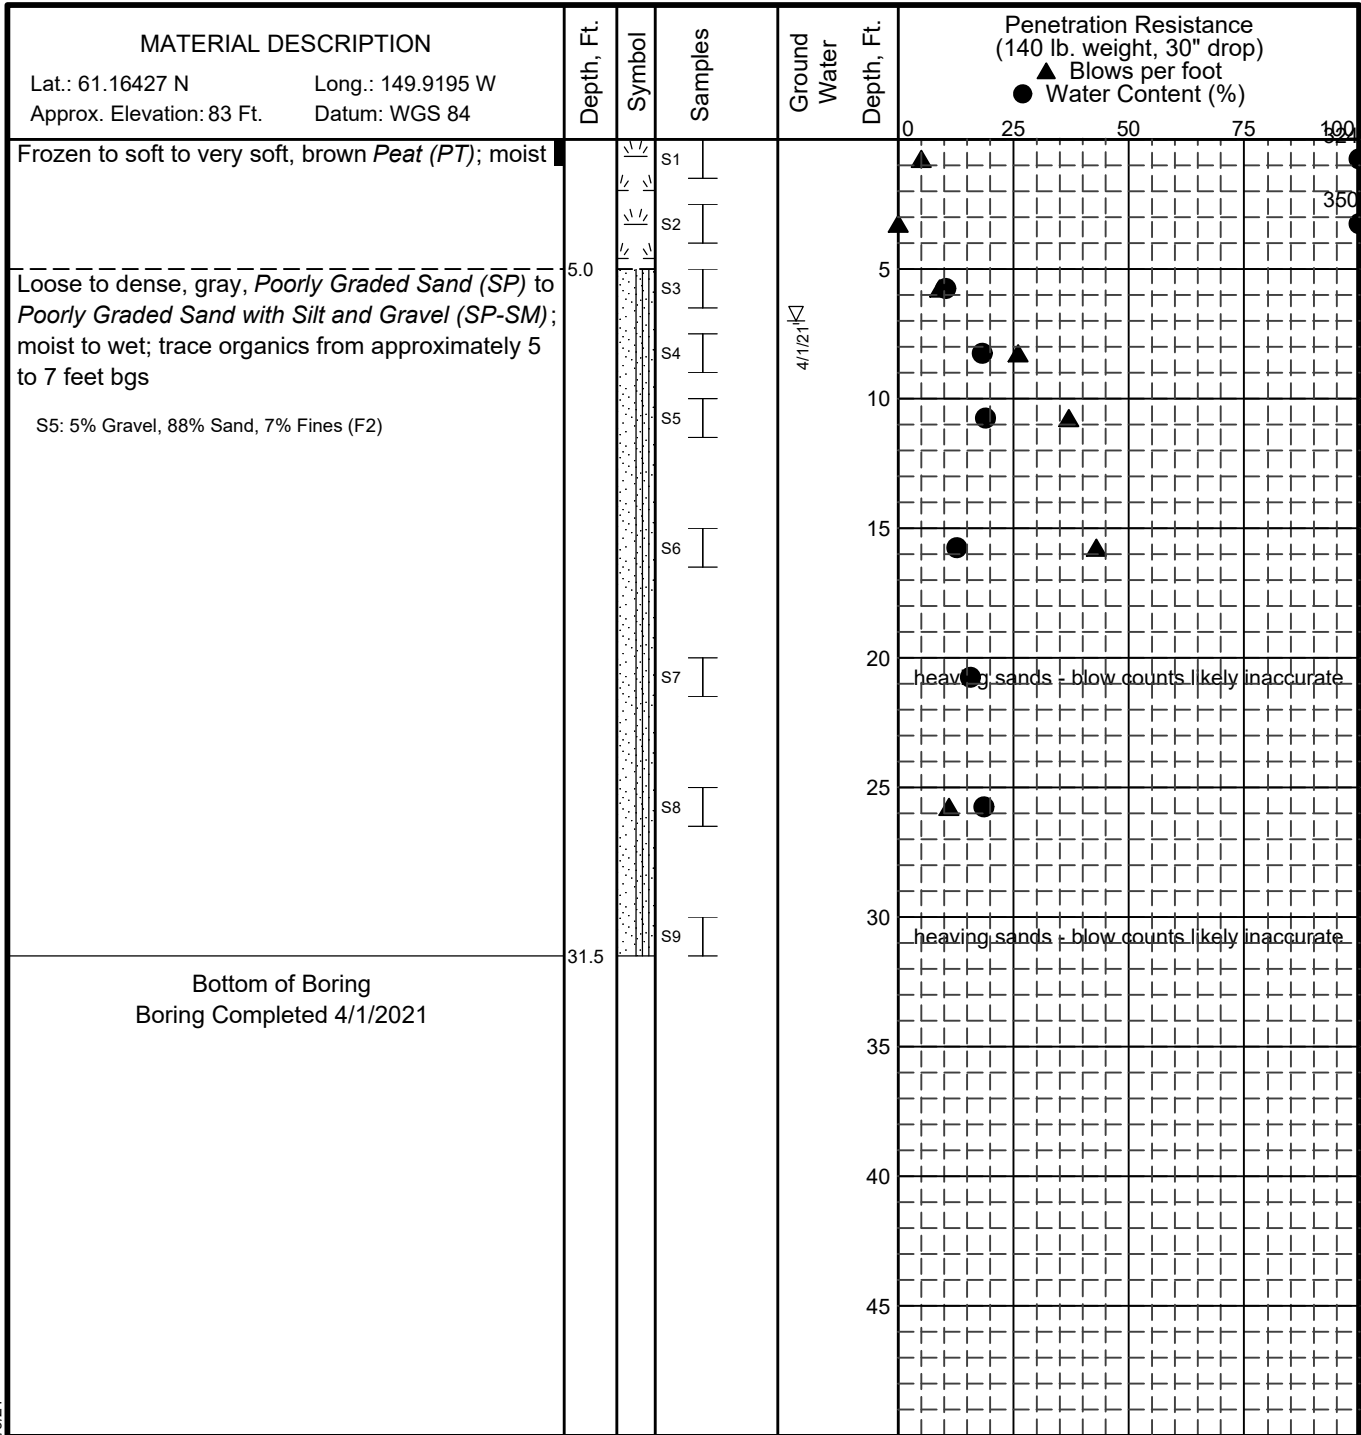 MATERIAL DESCRIPTION
Lat.: 61.16427 N Long.: 149.9195 W
Approx. Elevation: 83 Ft. Datum: WGS 84
Depth, Ft.
Symbol
Samples
Ground Water
Depth, Ft.
Penetration Resistance
(140 lb. weight, 30" drop)
▲ Blows per foot
● Water Content (%)
0 25 50 75 100
324
Frozen to soft to very soft, brown Peat (PT); moist
S1
350
S2
5.0
5
Loose to dense, gray, Poorly Graded Sand (SP) to
Poorly Graded Sand with Silt and Gravel (SP-SM);
moist to wet; trace organics from approximately 5
to 7 feet bgs
S3
4/1/21
S4
10
S5: 5% Gravel, 88% Sand, 7% Fines (F2)
S5
15
S6
20
S7
heaving sands - blow counts likely inaccurate
25
S8
30
S9
heaving sands - blow counts likely inaccurate
31.5
Bottom of Boring
Boring Completed 4/1/2021
35
40
45